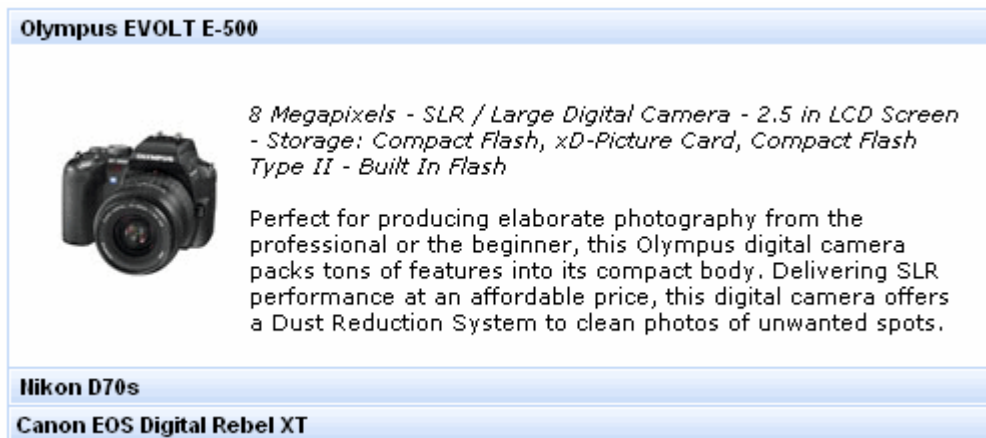 Olympus EVOLT E-500
8 Megapixels - SLR / Large Digital Camera - 2.5 in LCD Screen
- Storage: Compact Flash, xD-Picture Card, Compact Flash
Type II - Built In Flash
OLYMPUS
Perfect for producing elaborate photography from the
professional or the beginner, this Olympus digital camera
packs tons of features into its compact body. Delivering SLR
performance at an affordable price, this digital camera offers
a Dust Reduction System to clean photos of unwanted spots.
Nikon D70s
Canon EOS Digital Rebel XT